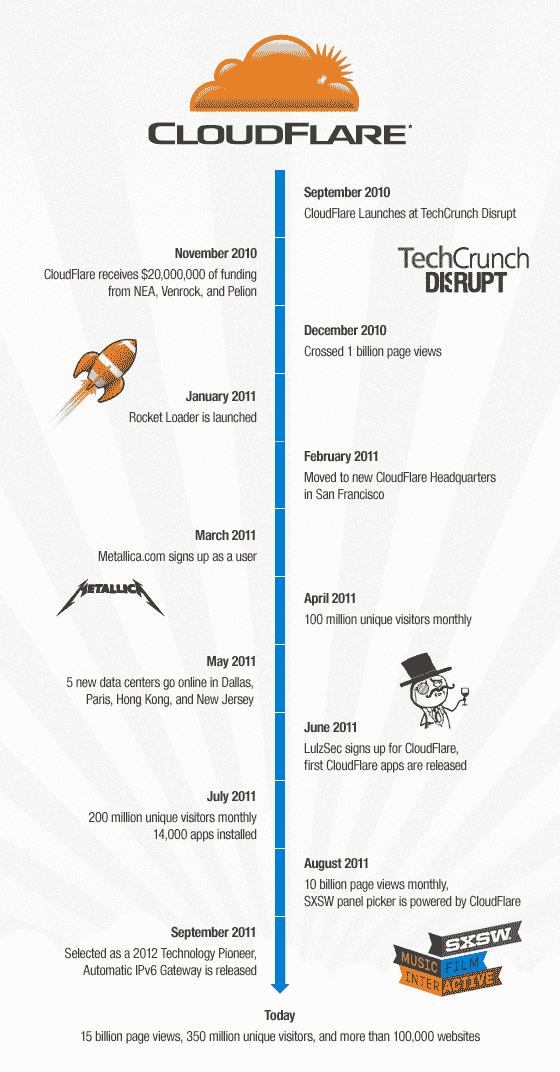 CLOUDFLARE
September 2010
CloudFlare Launches at TechCrunch Disrupt
November 2010
CloudFlare receives $20,000,000 of funding
from NEA, Venrock, and Pelion
TechCrunch
DISRUPT
December 2010
Crossed 1 billion page views
January 2011
Rocket Loader is launched
February 2011
Moved to new CloudFlare Headquarters
in San Francisco
March 2011
Metallica.com signs up as a user
METALLICA
April 2011
100 million unique visitors monthly
May 2011
5 new data centers go online in Dallas,
Paris, Hong Kong, and New Jersey
June 2011
LulzSec signs up for CloudFlare,
first CloudFlare apps are released
July 2011
200 million unique visitors monthly
14,000 apps installed
August 2011
10 billion page views monthly,
SXSW panel picker is powered by CloudFlare
September 2011
Selected as a 2012 Technology Pioneer,
Automatic IPv6 Gateway is released
SXSW
MUSIC FILM
INTERACTIVE
Today
15 billion page views, 350 million unique visitors, and more than 100,000 websites